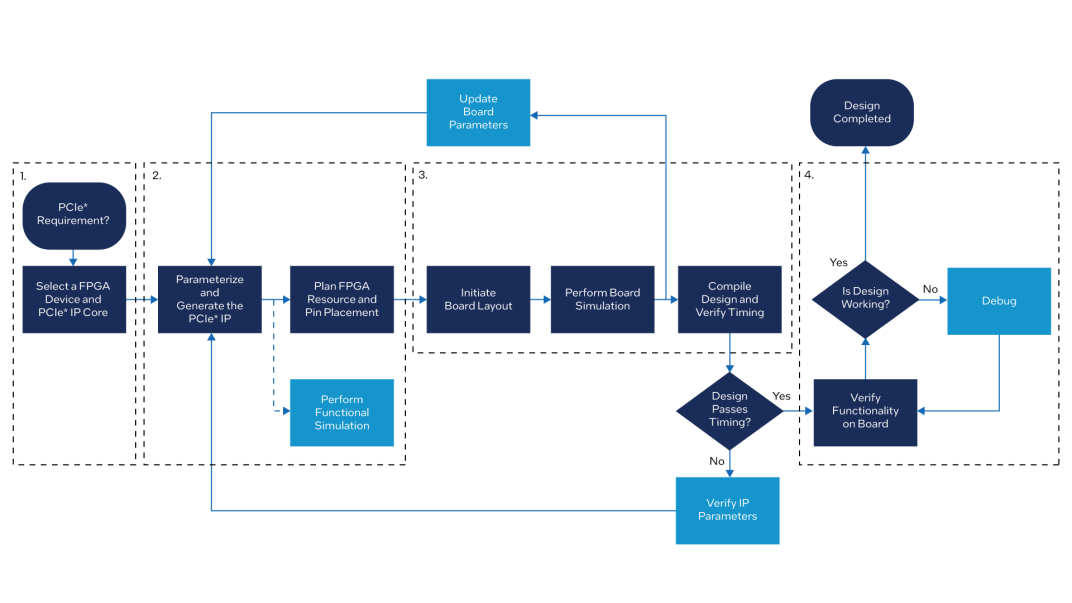 Update
Board
Parameters
Design
Completed
1.
2.
3.
4.
PCIe*
Requirement?
Select a FPGA
Device and
PCIe* IP Core
Parameterize
and
Generate the
PCIe* IP
Plan FPGA
Resource and
Pin Placement
Initiate
Board Layout
Perform Board
Simulation
Compile
Design and
Verify Timing
Yes
Is Design
Working?
No
Debug
Perform
Functional
Simulation
Design
Passes
Timing?
Yes
Verify
Functionality
on Board
No
Verify IP
Parameters